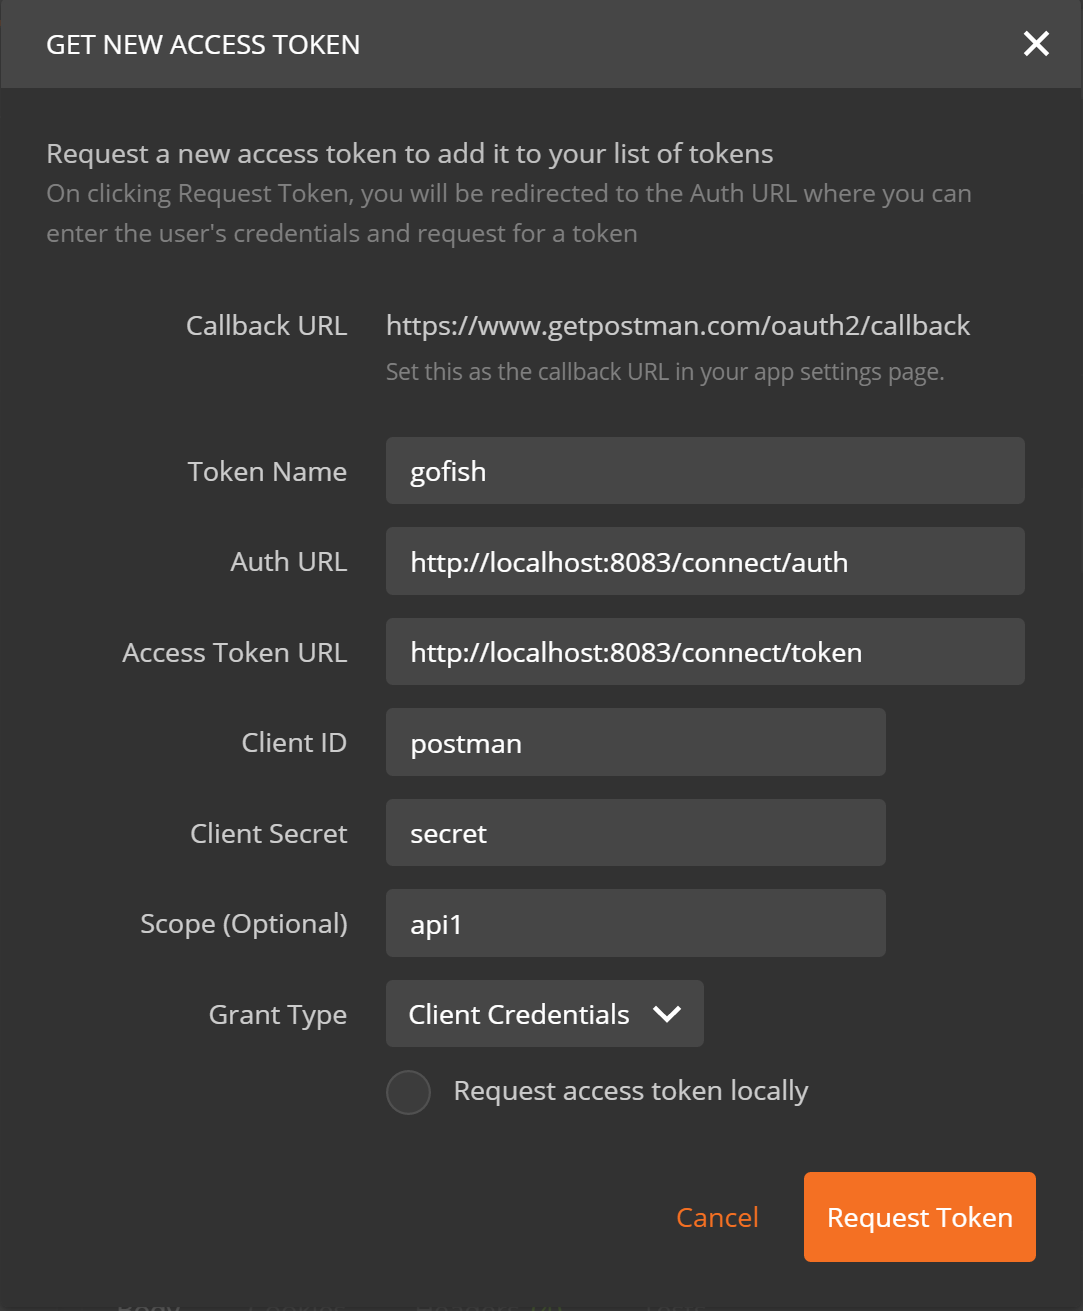 GET NEW ACCESS TOKEN
Request a new access token to add it to your list of tokens
On clicking Request Token, you will be redirected to the Auth URL where you can
enter the user's credentials and request for a token
Callback URL https://www.getpostman.com/oauth2/callback
Set this as the callback URL in your app settings page.
Token Name gofish
Auth URL http://localhost:8083/connect/auth
Access Token URL http://localhost:8083/connect/token
Client ID postman
Client Secret secret
Scope (Optional) api1
Grant Type Client Credentials
Request access token locally
Cancel Request Token